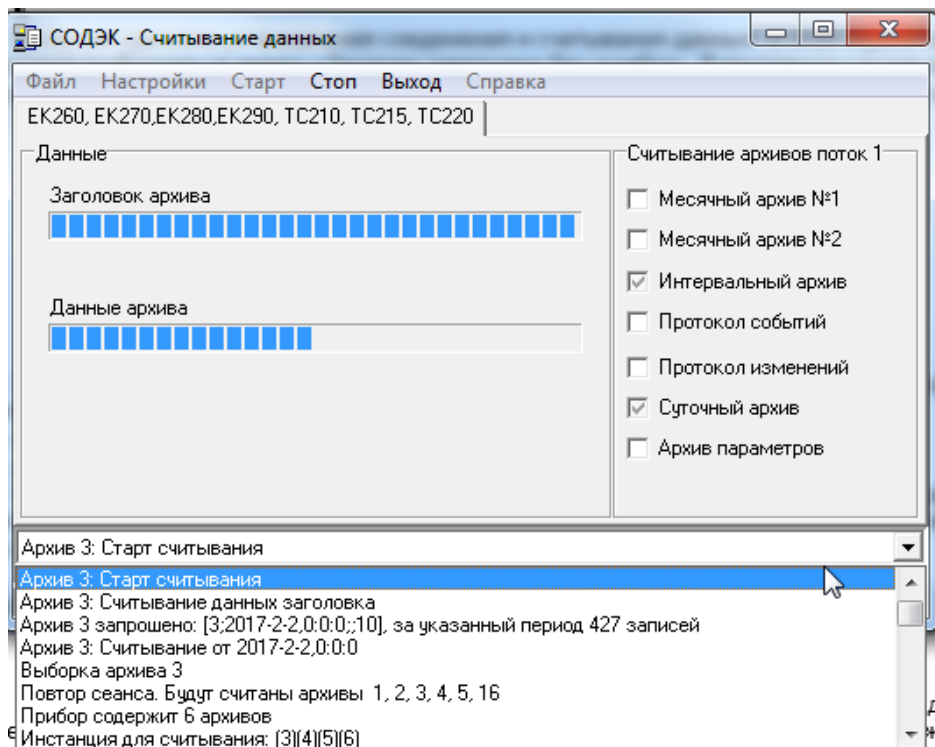 СОДЭК - Считывание данных
Файл Настройки Старт Стоп Выход Справка
EK260, EK270,EK280,EK290, TC210, TC215, TC220
Данные
Заголовок архива
Данные архива
Считывание архивов поток 1
Месячный архив №1
Месячный архив №2
Интервальный архив
Протокол событий
Протокол изменений
Суточный архив
Архив параметров
Архив 3: Старт считывания
Архив 3: Старт считывания
Архив 3: Считывание данных заголовка
Архив 3 запрошено: [3;2017-2-2,0:0:0;;10], за указанный период 427 записей
Архив 3: Считывание от 2017-2-2,0:0:0
Выборка архива 3
Повтор сеанса. Будут считаны архивы 1, 2, 3, 4, 5, 16
Прибор содержит 6 архивов
Инстанция для считывания: (3)(4)(5)(6)